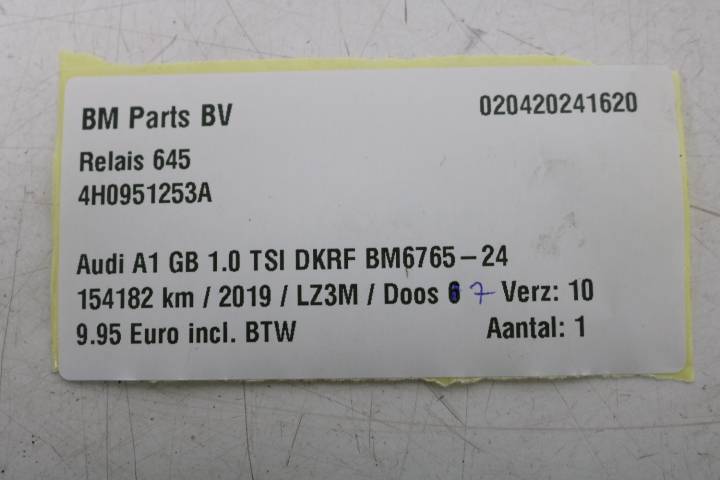 BM Parts BV 020420241620
Relais 645
4H0951253A
Audi A1 GB 1.0 TSI DKRF BM6765-24
154182 km / 2019 / LZ3M / Doos 6 7 Verz: 10
9.95 Euro incl. BTW Aantal: 1